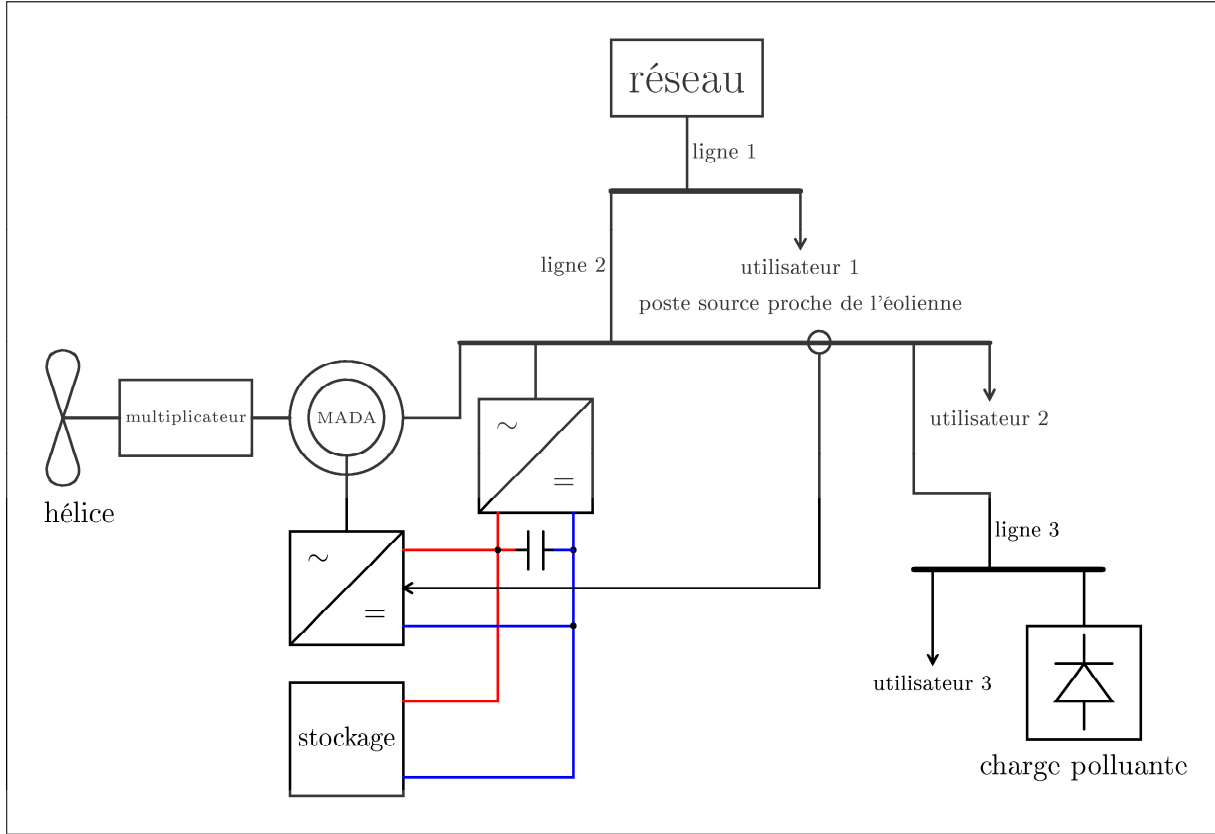 réseau
ligne 1
ligne 2
utilisateur 1
poste source proche de l'éolienne
multiplicateur
MADA
~
=
utilisateur 2
hélice
ligne 3
~
=
utilisateur 3
stockage
charge polluante